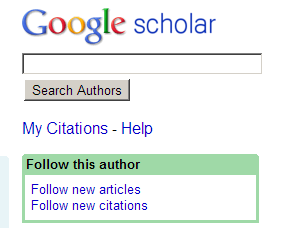 Google scholar
Search Authors
My Citations - Help
Follow this author
Follow new articles
Follow new citations